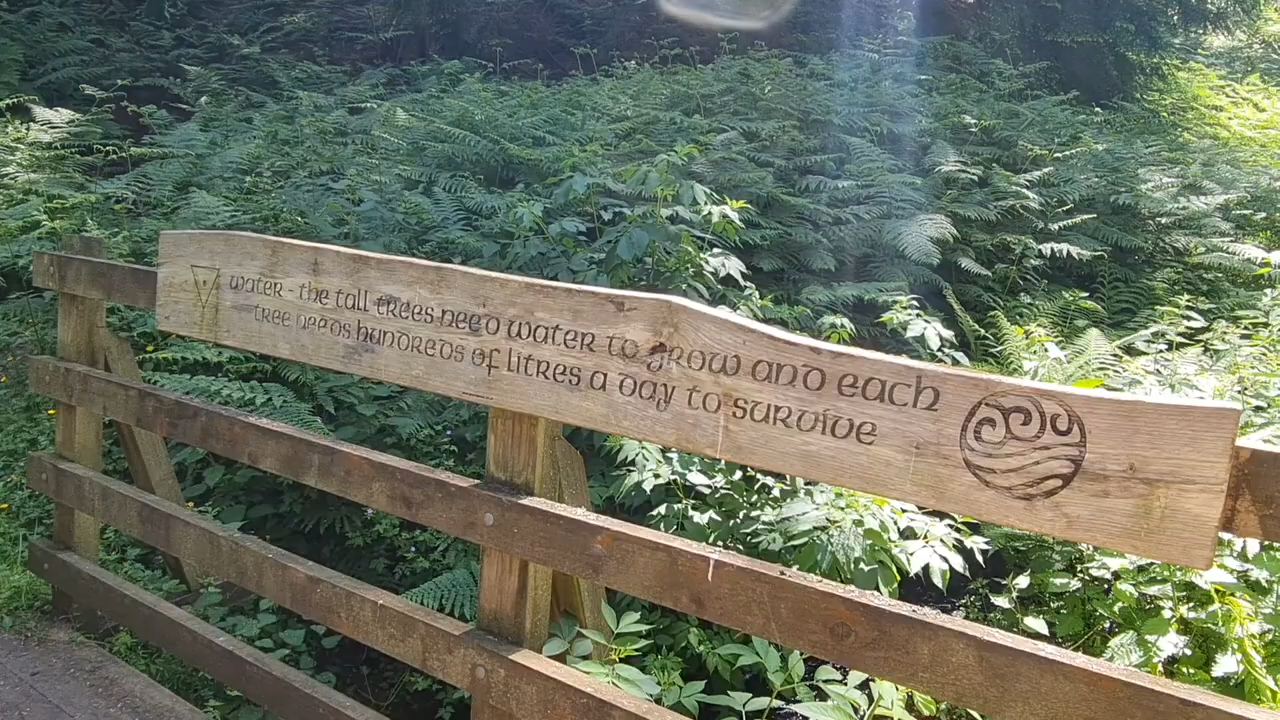 water - the tall trees need water to grow and each
tree needs hundreds of litres a day to survive